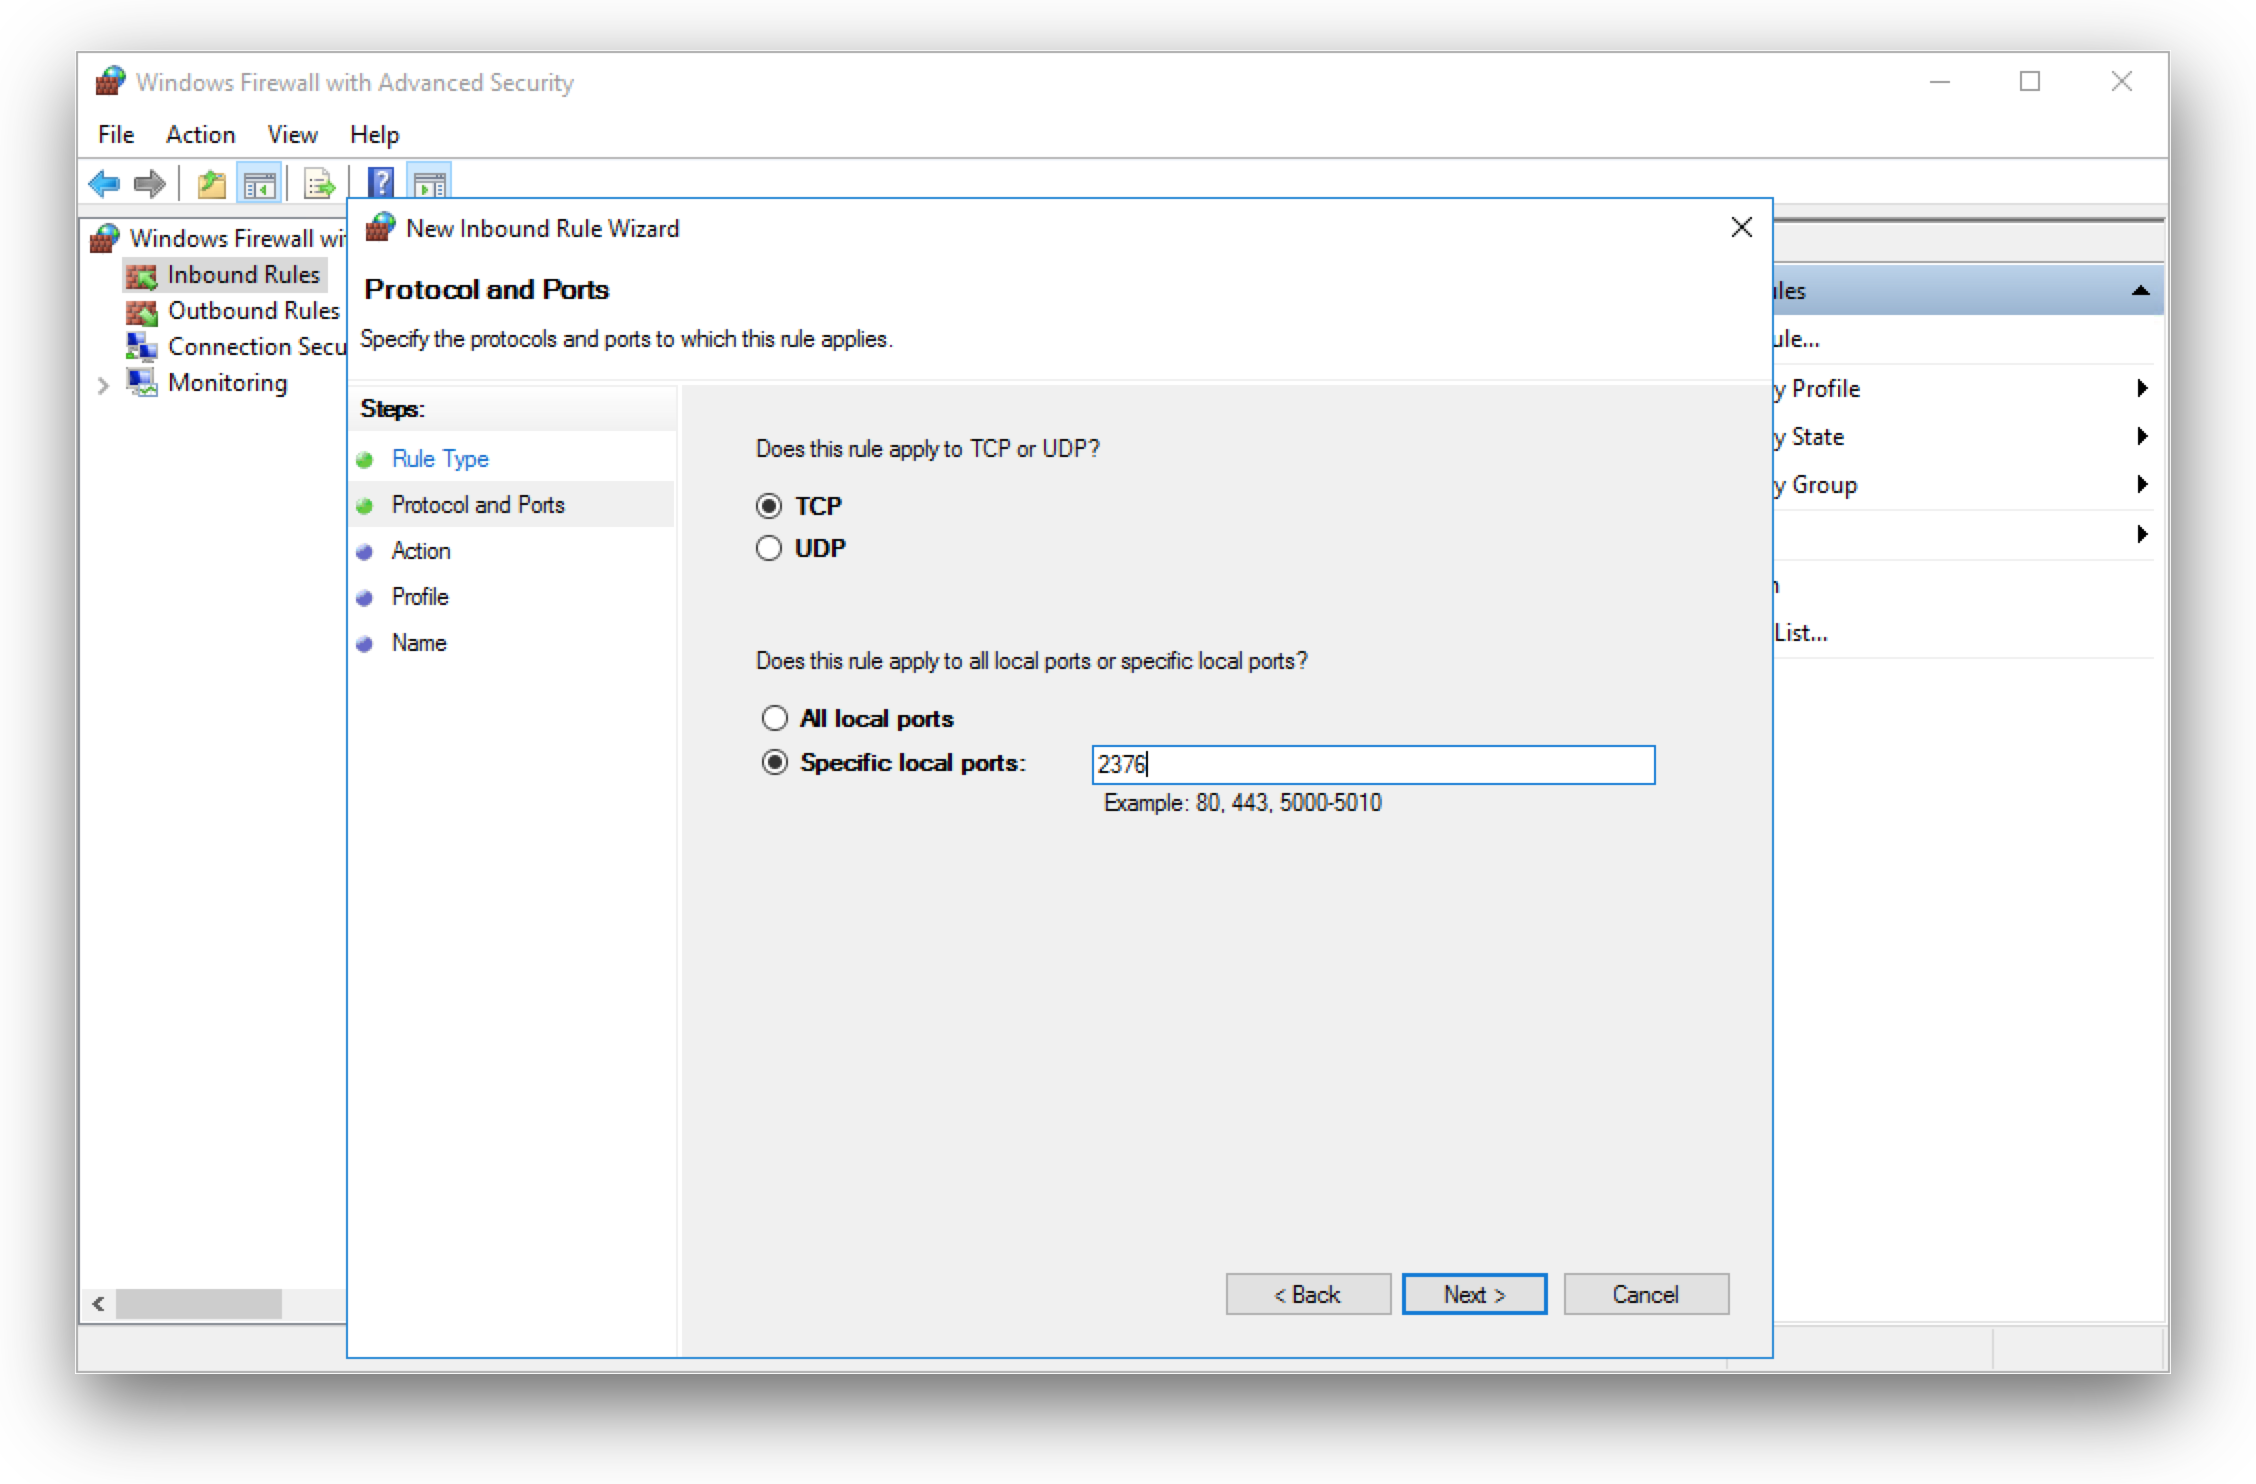 Windows Firewall with Advanced Security
File Action View Help
Windows Firewall wi
Inbound Rules
Outbound Rules
Connection Secu
Monitoring
New Inbound Rule Wizard
Protocol and Ports
Specify the protocols and ports to which this rule applies.
Steps:
Rule Type
Protocol and Ports
Action
Profile
Name
Does this rule apply to TCP or UDP?
TCP
UDP
Does this rule apply to all local ports or specific local ports?
All local ports
Specific local ports: 2376
Example: 80, 443, 5000-5010
< Back Next > Cancel
ules
ule...
y Profile
y State
y Group
List...